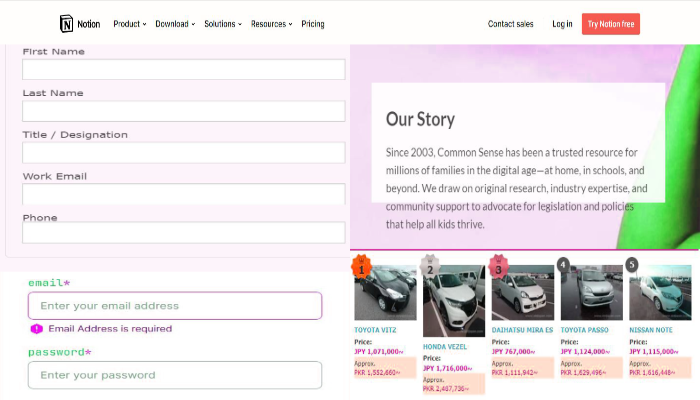 Notion
Product
Download
Solutions
Resources
Pricing
Contact sales
Log in
Try Notion free
First Name
Last Name
Title / Designation
Work Email
Phone
email*
Enter your email address
Email Address is required
password*
Enter your password
Our Story
Since 2003, Common Sense has been a trusted resource for
millions of families in the digital age—at home, in schools, and
beyond. We draw on original research, industry expertise, and
community support to advocate for legislation and policies
that help all kids thrive.
1
TOYOTA VITZ
Price:
JPY 1,071,000~
Approx.
PKR 1,552,660~
2
HONDA VEZEL
Price:
JPY 1,716,000~
Approx.
PKR 2,487,736~
3
DAIHATSU MIRA ES
Price:
JPY 767,000~
Approx.
PKR 1,111,942~
4
TOYOTA PASSO
Price:
JPY 1,124,000~
Approx.
PKR 1,629,496~
5
NISSAN NOTE
Price:
JPY 1,115,000~
Approx.
PKR 1,616,448~